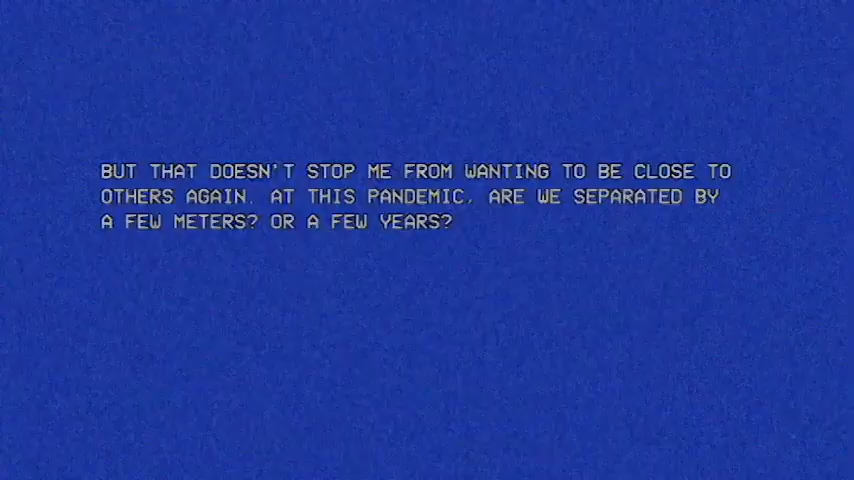 BUT THAT DOESN'T STOP ME FROM WANTING TO BE CLOSE TO
OTHERS AGAIN. AT THIS PANDEMIC, ARE WE SEPARATED BY
A FEW METERS? OR A FEW YEARS?